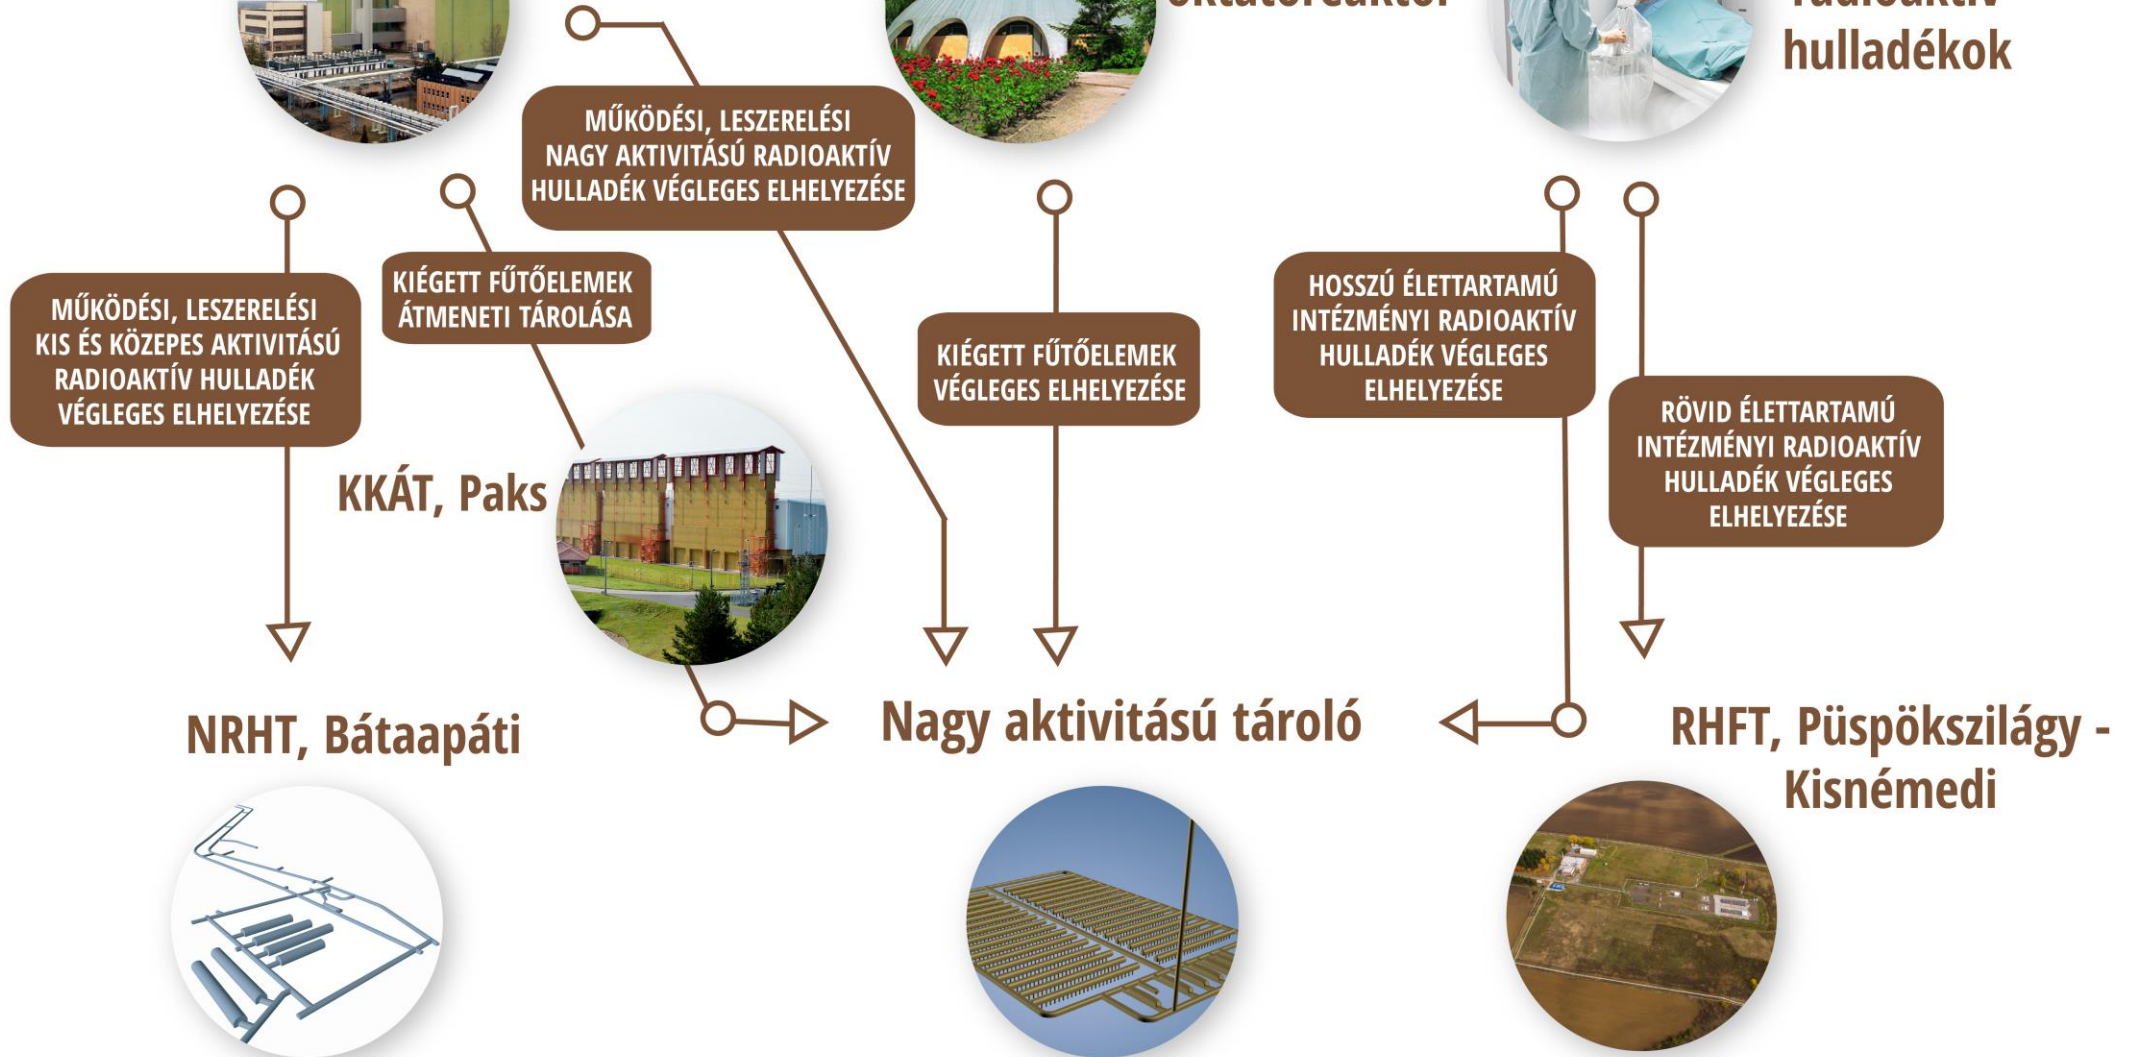 hulladékok
MŰKÖDÉSI, LESZERELÉSI
NAGY AKTIVITÁSÚ RADIOAKTÍV
HULLADÉK VÉGLEGES ELHELYEZÉSE
MŰKÖDÉSI, LESZERELÉSI
KIS ÉS KÖZEPES AKTIVITÁSÚ
RADIOAKTÍV HULLADÉK
VÉGLEGES ELHELYEZÉSE
KIÉGETT FŰTŐELEMEK
ÁTMENETI TÁROLÁSA
KIÉGETT FŰTŐELEMEK
VÉGLEGES ELHELYEZÉSE
HOSSZÚ ÉLETTARTAMÚ
INTÉZMÉNYI RADIOAKTÍV
HULLADÉK VÉGLEGES
ELHELYEZÉSE
RÖVID ÉLETTARTAMÚ
INTÉZMÉNYI RADIOAKTÍV
HULLADÉK VÉGLEGES
ELHELYEZÉSE
KKÁT, Paks
NRHT, Bátaapáti
Nagy aktivitású tároló
RHFT, Püspökszilágy -
Kisnémedi